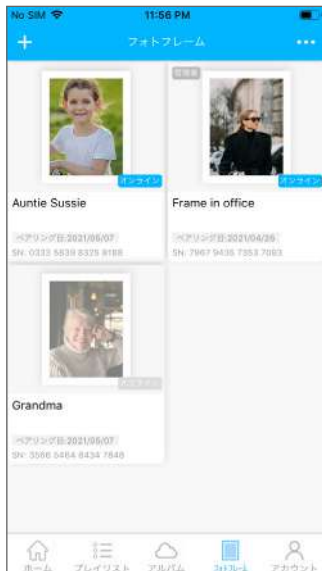 No SIM
11:56 PM
フォトフレーム
オンライン
管理者
オンライン
Auntie Sussie
Frame in office
ペアリング日:2021/05/07
ペアリング日:2021/04/26
SN: 0333 5839 8325 9188
SN: 7967 9435 7353 7093
オフライン
Grandma
ペアリング日:2021/05/07
SN: 3566 5464 8434 7848
ホーム
プレイリスト
アルバム
フォトフレーム
アカウント